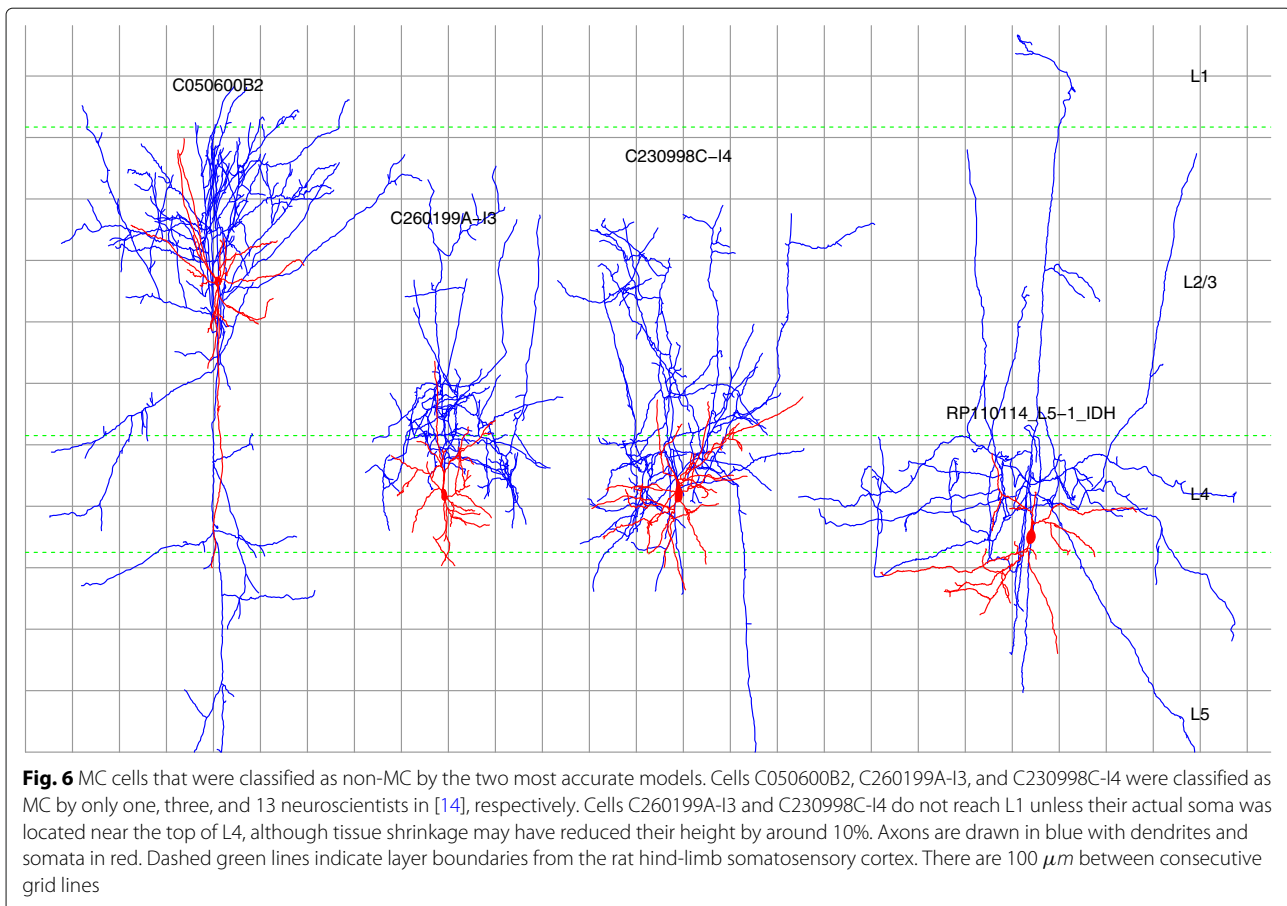 C050600B2
L1
C230998C-I4
C260199A-I3
L2/3
RP110114_L5-1_IDH
L4
L5
Fig. 6 MC cells that were classified as non-MC by the two most accurate models. Cells C050600B2, C260199A-I3, and C230998C-I4 were classified as
MC by only one, three, and 13 neuroscientists in [14], respectively. Cells C260199A-I3 and C230998C-I4 do not reach L1 unless their actual soma was
located near the top of L4, although tissue shrinkage may have reduced their height by around 10%. Axons are drawn in blue with dendrites and
somata in red. Dashed green lines indicate layer boundaries from the rat hind-limb somatosensory cortex. There are 100 μm between consecutive
grid lines